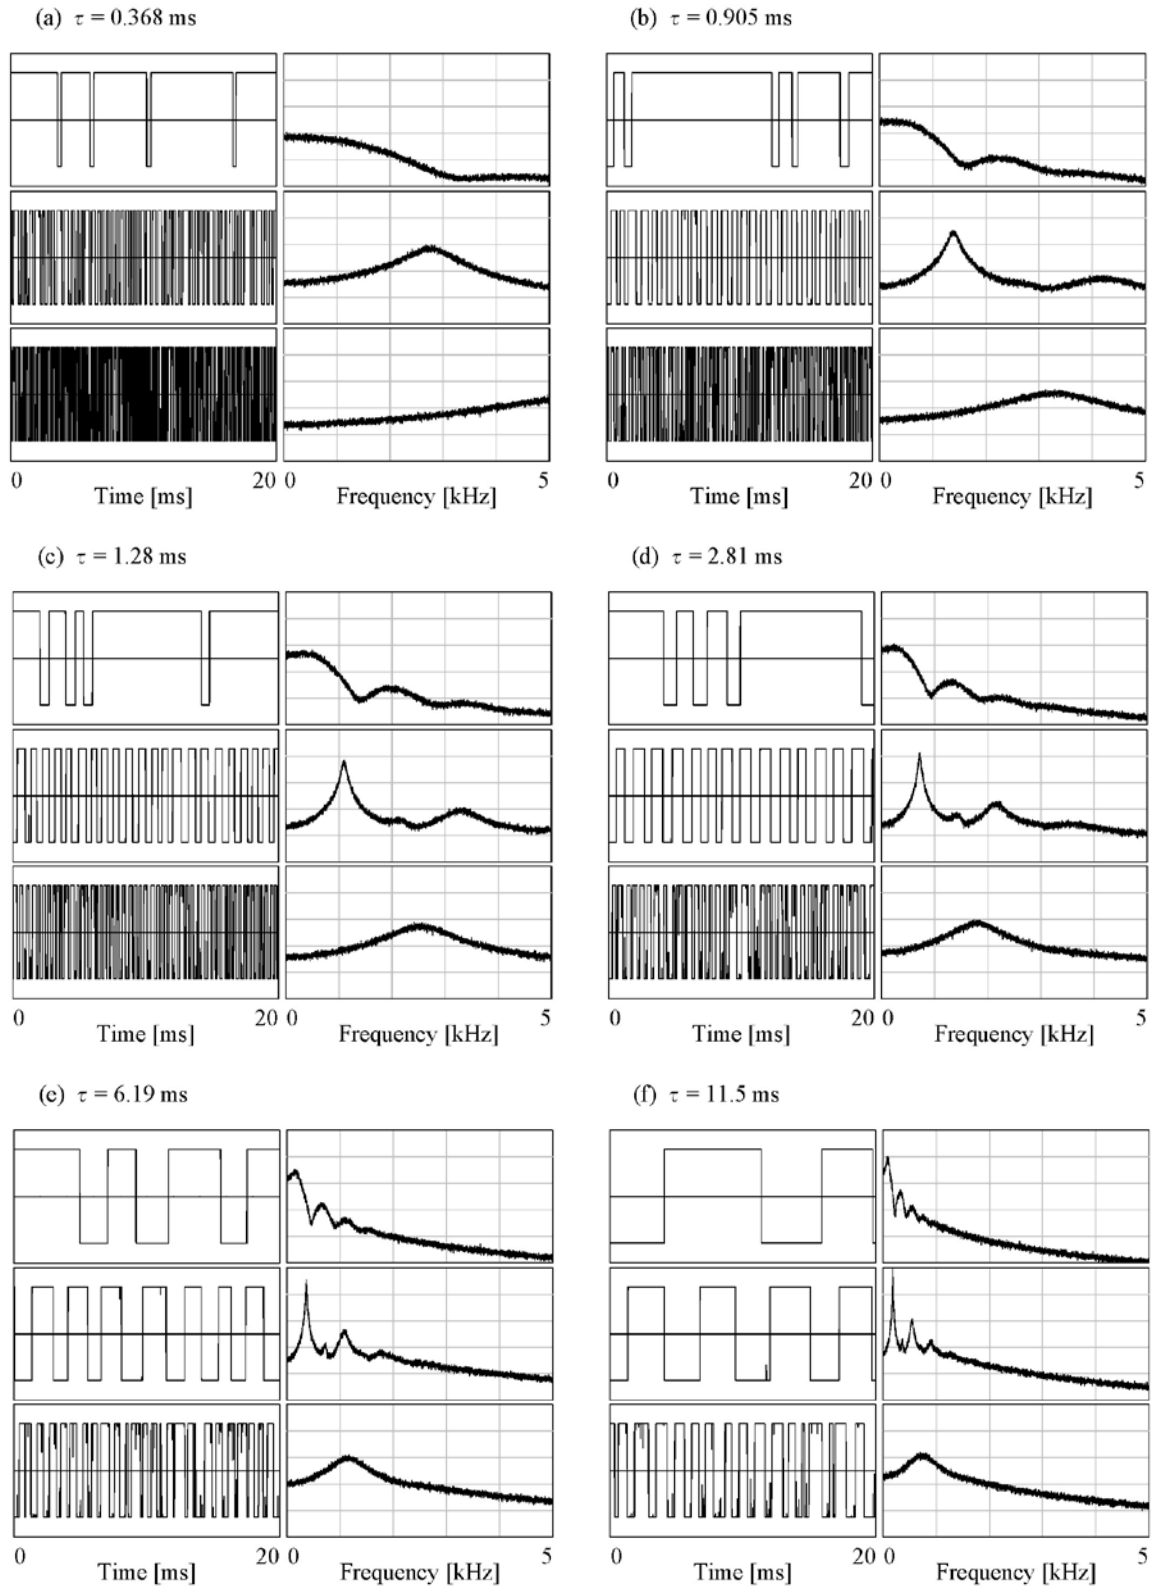 (a) τ = 0.368 ms
(b) τ = 0.905 ms
0 Time [ms] 20 0 Frequency [kHz] 5
0 Time [ms] 20 0 Frequency [kHz] 5
(c) τ = 1.28 ms
(d) τ = 2.81 ms
0 Time [ms] 20 0 Frequency [kHz] 5
0 Time [ms] 20 0 Frequency [kHz] 5
(e) τ = 6.19 ms
(f) τ = 11.5 ms
0 Time [ms] 20 0 Frequency [kHz] 5
0 Time [ms] 20 0 Frequency [kHz] 5